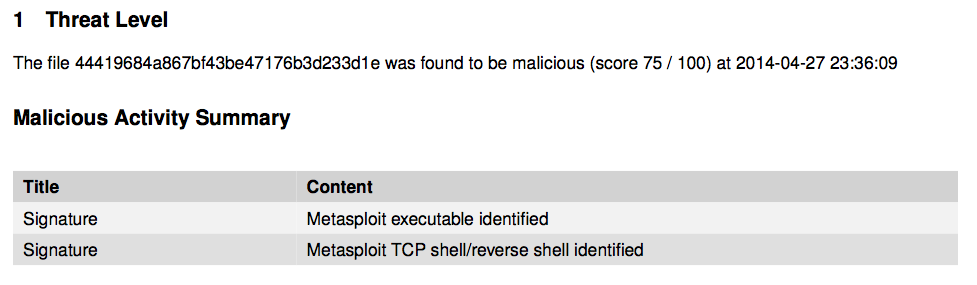 1 Threat Level
The file 44419684a867bf43be47176b3d233d1e was found to be malicious (score 75 / 100) at 2014-04-27 23:36:09
Malicious Activity Summary
Title Content
Signature Metasploit executable identified
Signature Metasploit TCP shell/reverse shell identified